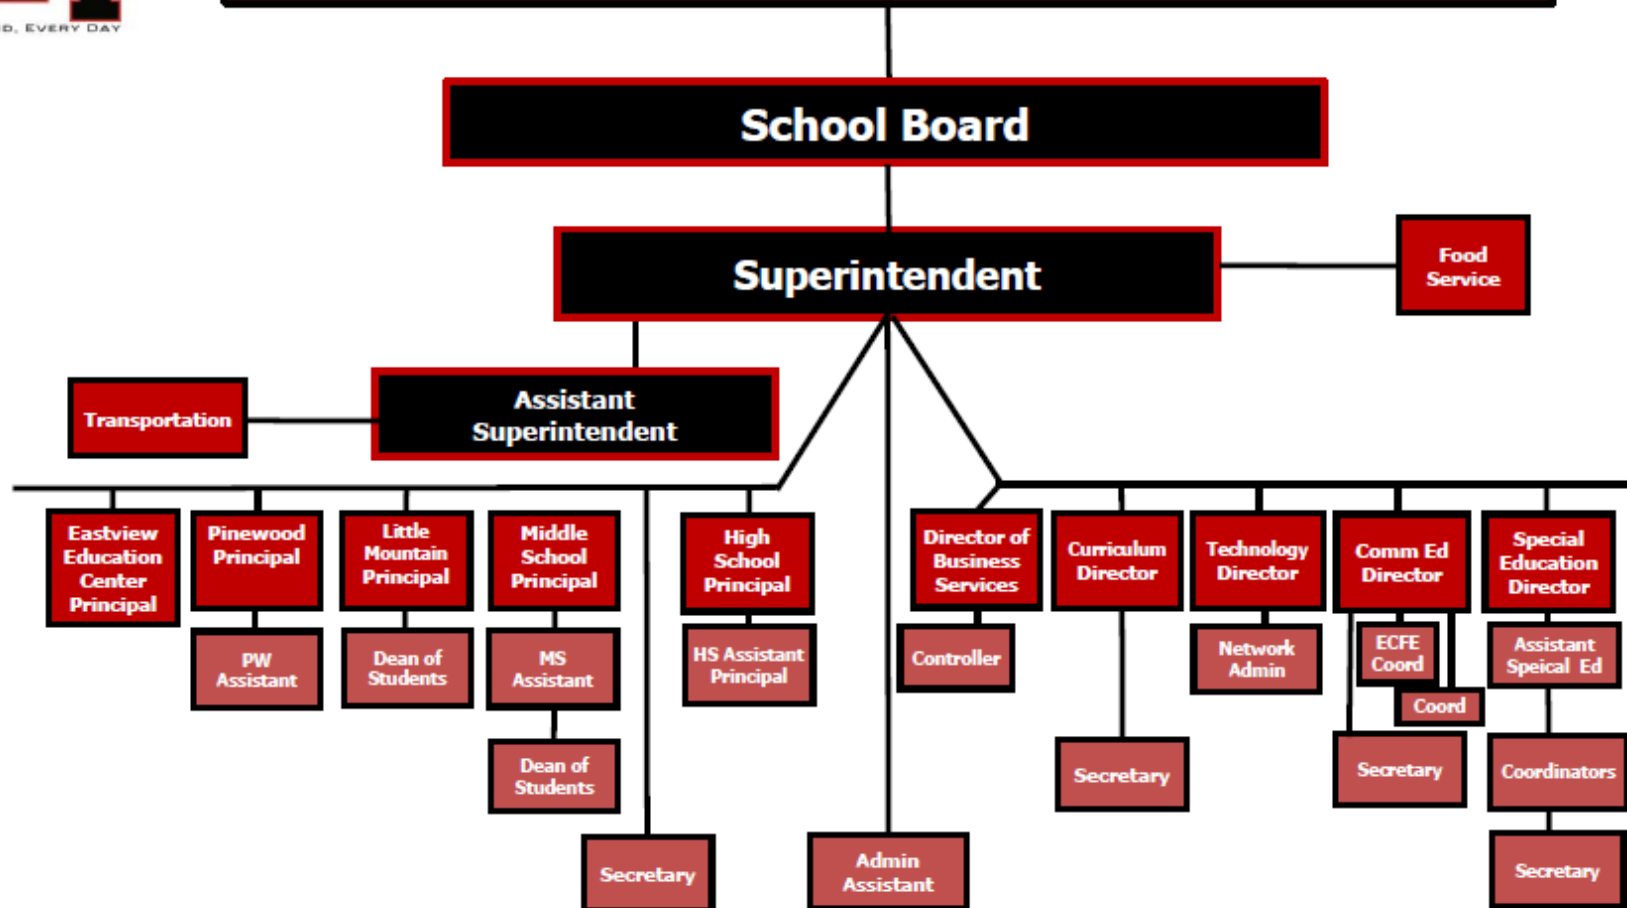 EVERY DAY
School Board
Superintendent
Food
Service
Assistant
Superintendent
Transportation
Eastview
Education
Center
Principal
Pinewood
Principal
Little
Mountain
Principal
Middle
School
Principal
High
School
Principal
Director of
Business
Services
Curriculum
Director
Technology
Director
Comm Ed
Director
Special
Education
Director
PW
Assistant
Dean of
Students
MS
Assistant
HS Assistant
Principal
Controller
Network
Admin
ECFE
Coord
Assistant
Speical Ed
Coord
Dean of
Students
Secretary
Secretary
Coordinators
Secretary
Admin
Assistant
Secretary